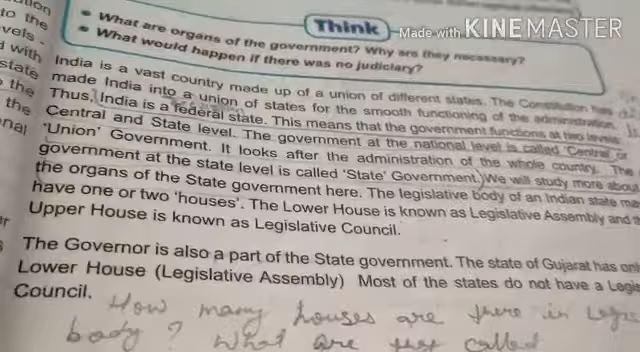 Think
Made with KINEMASTER
• What are organs of the government? Why are they necessary?
• What would happen if there was no judiciary?
to the
with
state
the
the
India is a vast country made up of a union of different states. The Constitution has
made India into a union of states for the smooth functioning of the administration.
Thus, India is a federal state. This means that the government functions at two levels
Central and State level. The government at the national level is called 'Central' or
'Union' Government. It looks after the administration of the whole country. The
government at the state level is called 'State' Government. We will study more about
the organs of the State government here. The legislative body of an Indian state
have one or two 'houses'. The Lower House is known as Legislative Assembly and
Upper House is known as Legislative Council.
The Governor is also a part of the State government. The state of Gujarat has
Lower House (Legislative Assembly) Most of the states do not have a
Council.
How many houses are there in
body? What are they called